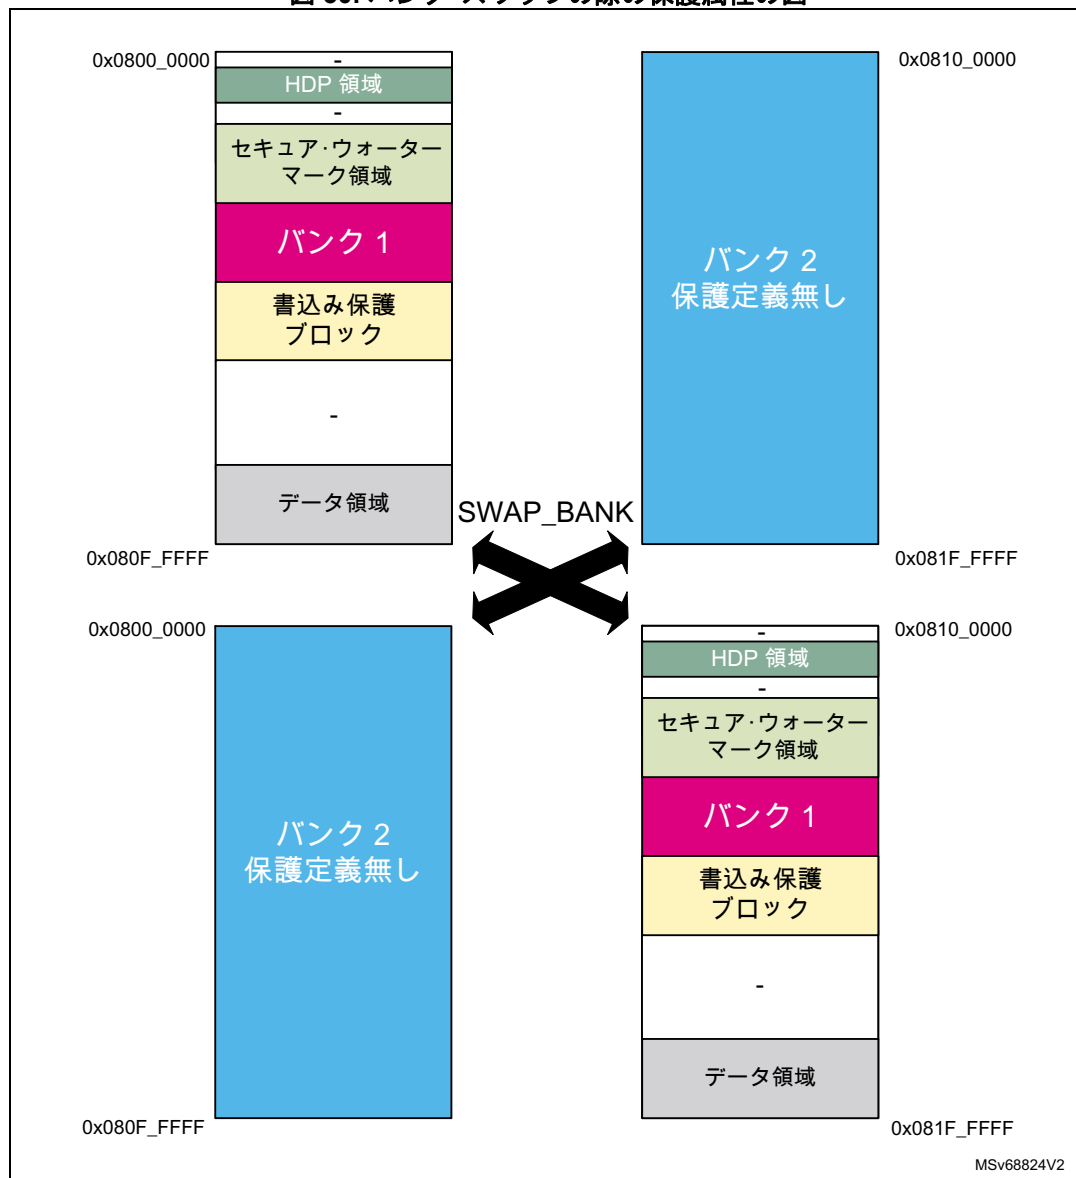 0x0800_0000
-
HDP 領域
-
セキュア･ウォーター
マーク領域
バンク 1
書込み保護
ブロック
-
データ領域
0x080F_FFFF
0x0810_0000
バンク 2
保護定義無し
0x081F_FFFF
SWAP_BANK
0x0800_0000
バンク 2
保護定義無し
0x080F_FFFF
0x0810_0000
-
HDP 領域
-
セキュア･ウォーター
マーク領域
バンク 1
書込み保護
ブロック
-
データ領域
0x081F_FFFF
MSv68824V2